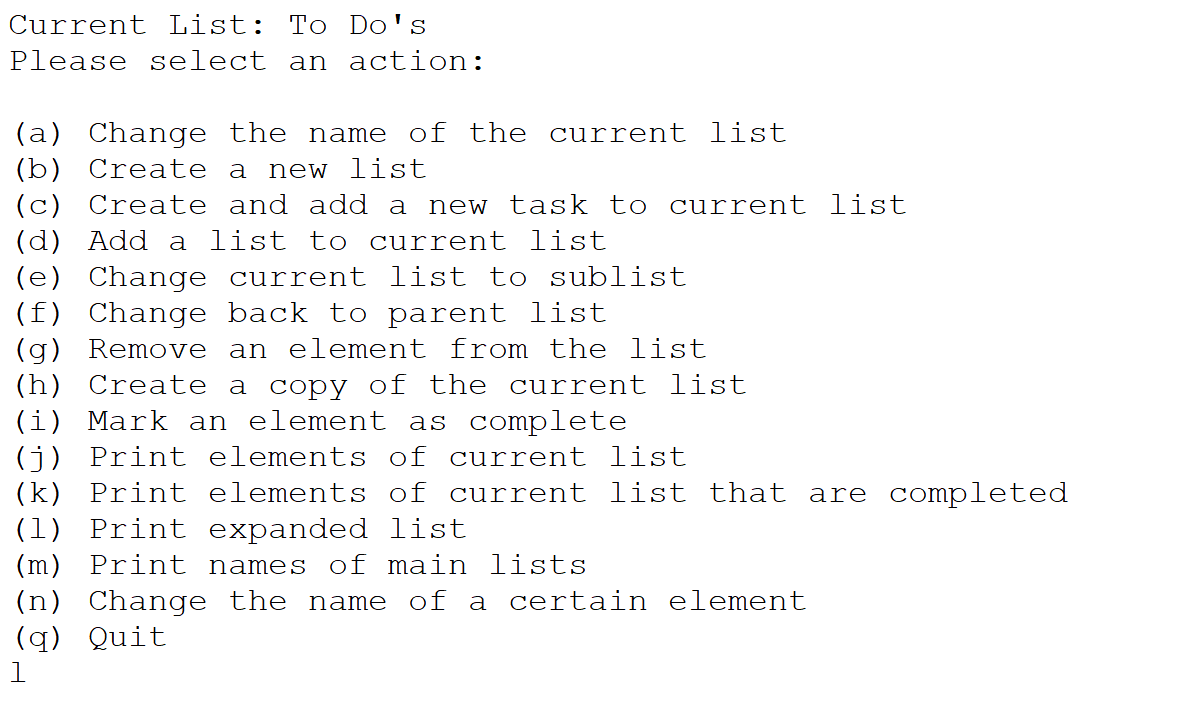 Current List: To Do's
Please select an action:
(a) Change the name of the current list
(b) Create a new list
(c) Create and add a new task to current list
(d) Add a list to current list
(e) Change current list to sublist
(f) Change back to parent list
(g) Remove an element from the list
(h) Create a copy of the current list
(i) Mark an element as complete
(j) Print elements of current list
(k) Print elements of current list that are completed
(l) Print expanded list
(m) Print names of main lists
(n) Change the name of a certain element
(q) Quit
l